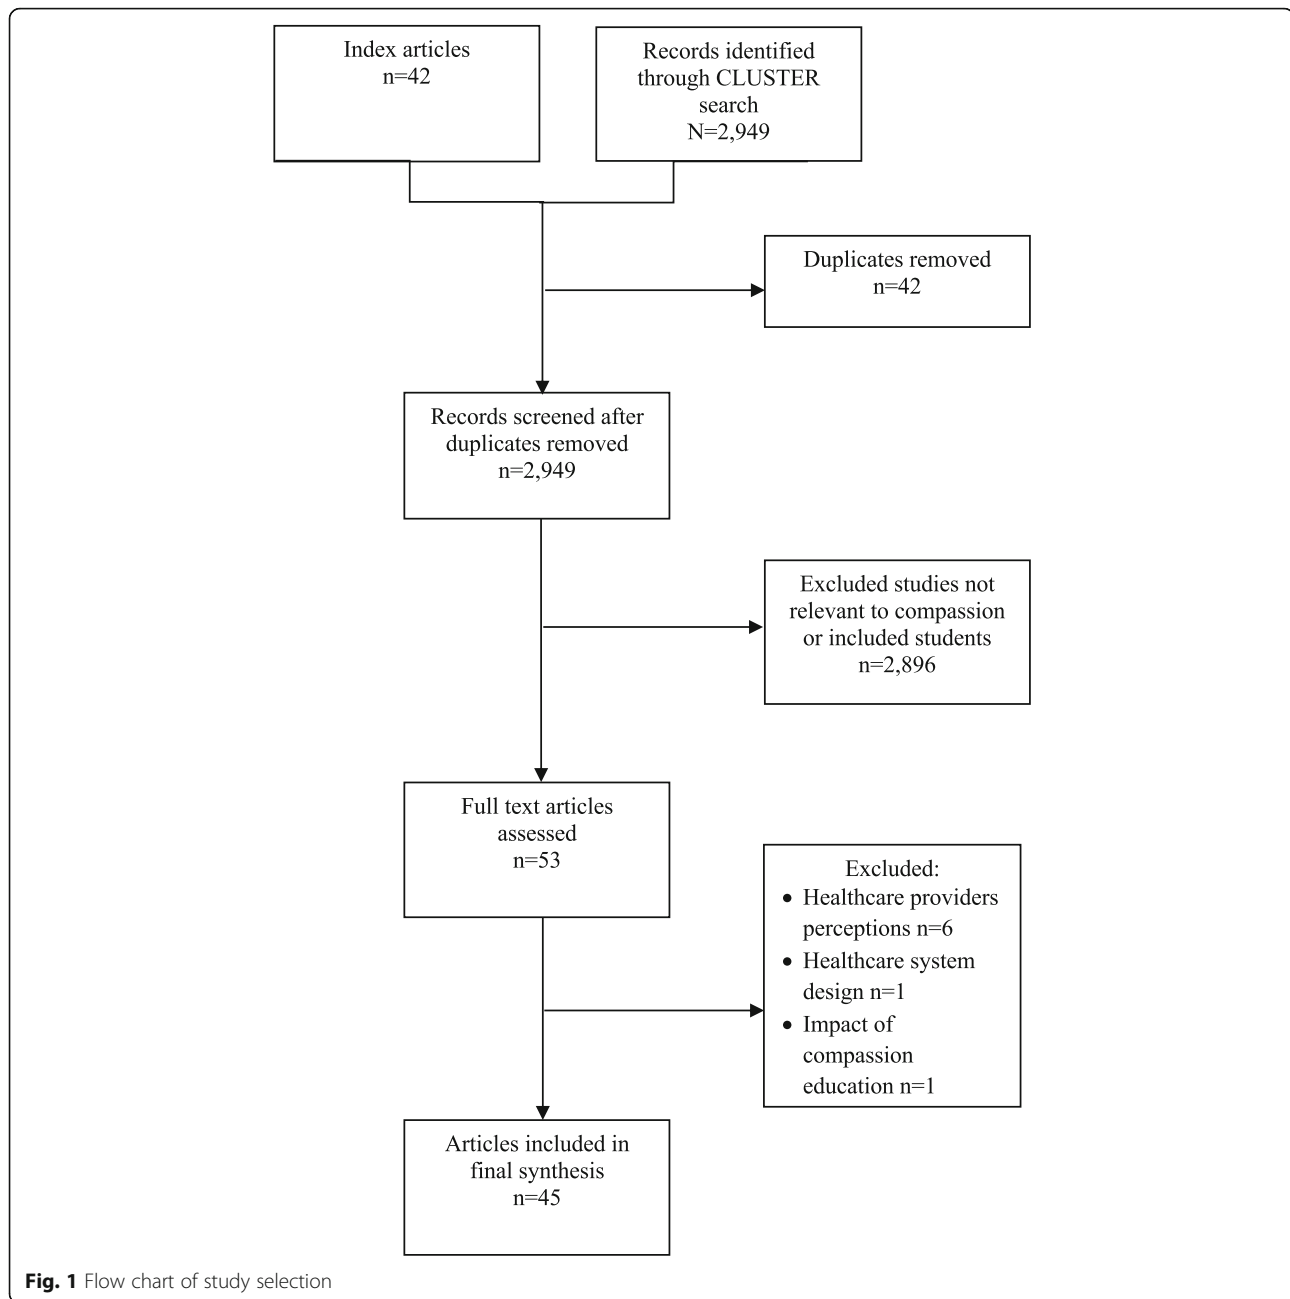 Index articles
n=42
Records identified
through CLUSTER
search
N=2,949
Duplicates removed
n=42
Records screened after
duplicates removed
n=2,949
Excluded studies not
relevant to compassion
or included students
n=2,896
Full text articles
assessed
n=53
Excluded:
• Healthcare providers
perceptions n=6
• Healthcare system
design n=1
• Impact of
compassion
education n=1
Articles included in
final synthesis
n=45
Fig. 1 Flow chart of study selection